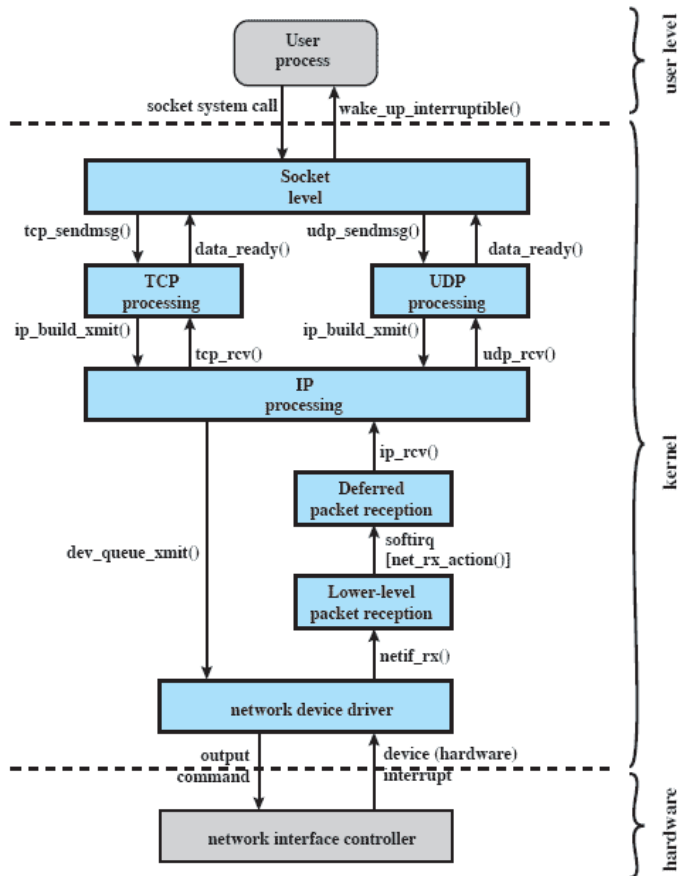 User
process
user level
socket system call
wake_up_interruptible()
Socket
level
tcp_sendmsg()
data_ready()
udp_sendmsg()
data_ready()
TCP
processing
UDP
processing
ip_build_xmit()
tcp_rcv()
ip_build_xmit()
udp_rcv()
IP
processing
kernel
ip_rcv()
Deferred
packet reception
dev_queue_xmit()
softirq
[net_rx_action()]
Lower-level
packet reception
netif_rx()
network device driver
output
command
device (hardware)
interrupt
network interface controller
hardware